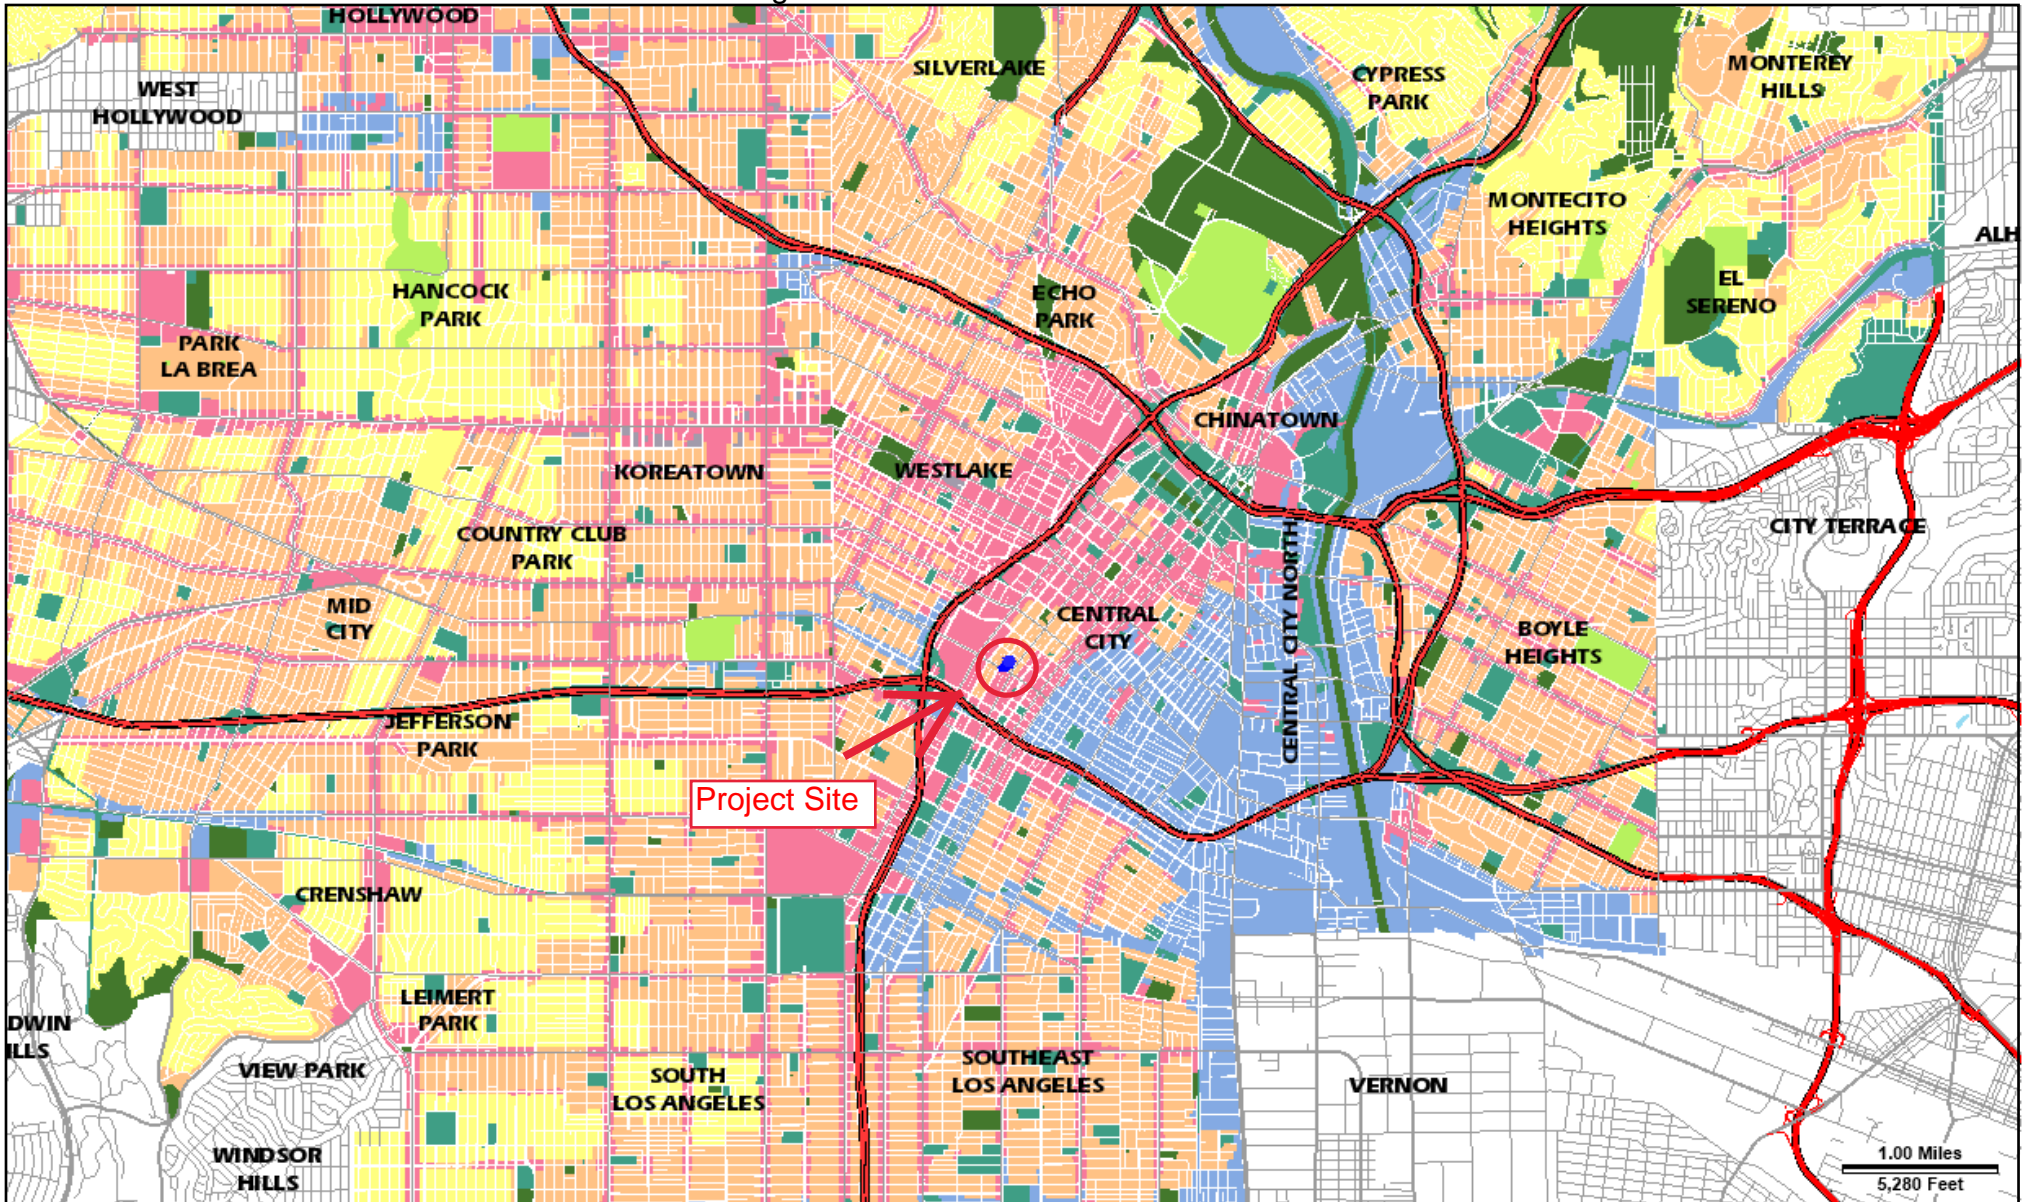 HOLLYWOOD
SILVERLAKE
CYPRESS
PARK
MONTEREY
HILLS
WEST
HOLLYWOOD
MONTECITO
HEIGHTS
ALH
HANCOCK
PARK
ECHO
PARK
EL
SERENO
PARK
LA BREA
CHINATOWN
KOREATOWN
WESTLAKE
COUNTRY CLUB
PARK
CITY TERRACE
MID
CITY
CENTRAL
CITY
CENTRAL CITY NORTH
BOYLE
HEIGHTS
JEFFERSON
PARK
Project Site
CRENSHAW
LEIMERT
PARK
DWIN
ILLS
VIEW PARK
SOUTH
LOS ANGELES
SOUTHEAST
LOS ANGELES
VERNON
WINDSOR
HILLS
1.00 Miles
5,280 Feet